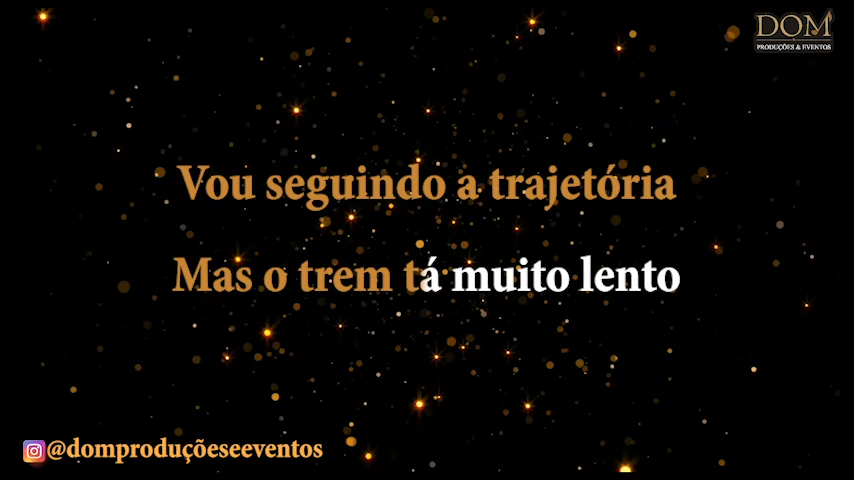 DOM
PRODUÇÕES & EVENTOS
Vou seguindo a trajetória
Mas o trem tá muito lento
@domproduçõeseeventos